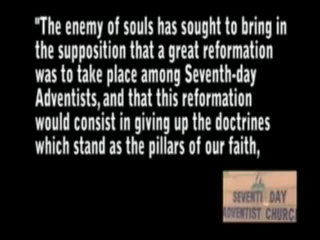 "The enemy of souls has sought to bring in
the supposition that a great reformation
was to take place among Seventh-day
Adventists, and that this reformation
would consist in giving up the doctrines
which stand as the pillars of our faith,
SEVENTH DAY
ADVENTIST CHURCH